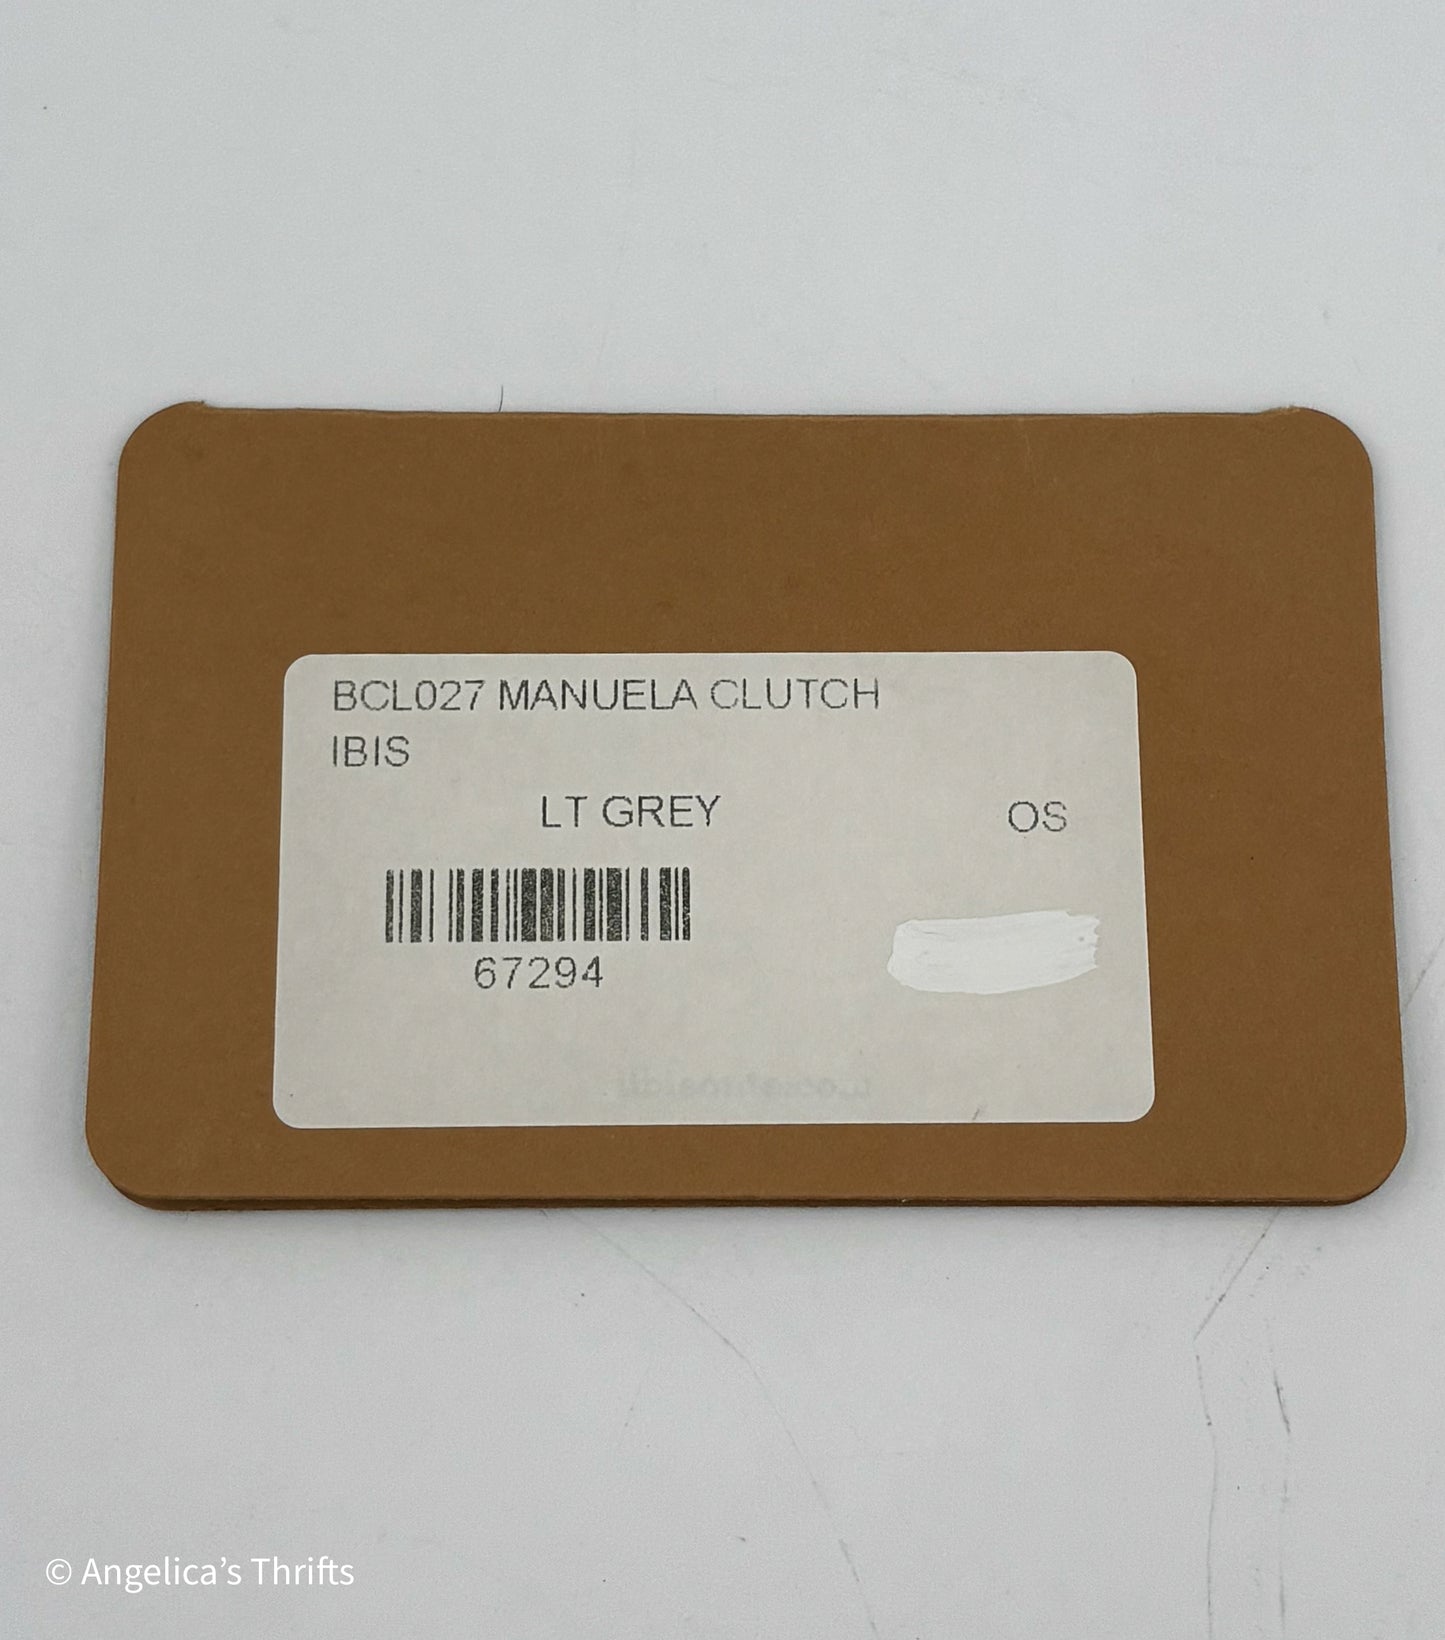 BCL027 MANUELA CLUTCH
IBIS
LT GREY OS
67294
© Angelica's Thrifts